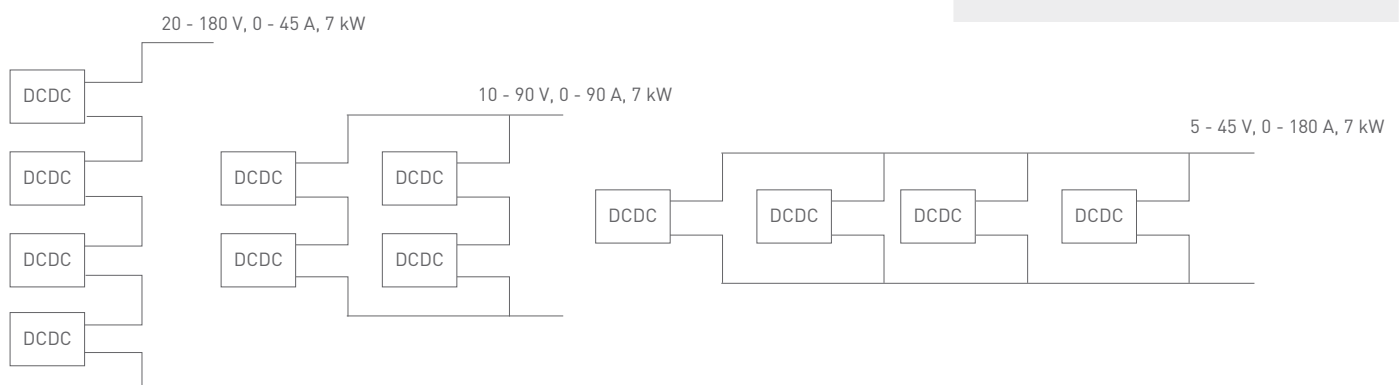 20 - 180 V, 0 - 45 A, 7 kW
DCDC
DCDC
DCDC
DCDC
10 - 90 V, 0 - 90 A, 7 kW
DCDC
DCDC
DCDC
DCDC
5 - 45 V, 0 - 180 A, 7 kW
DCDC
DCDC
DCDC
DCDC